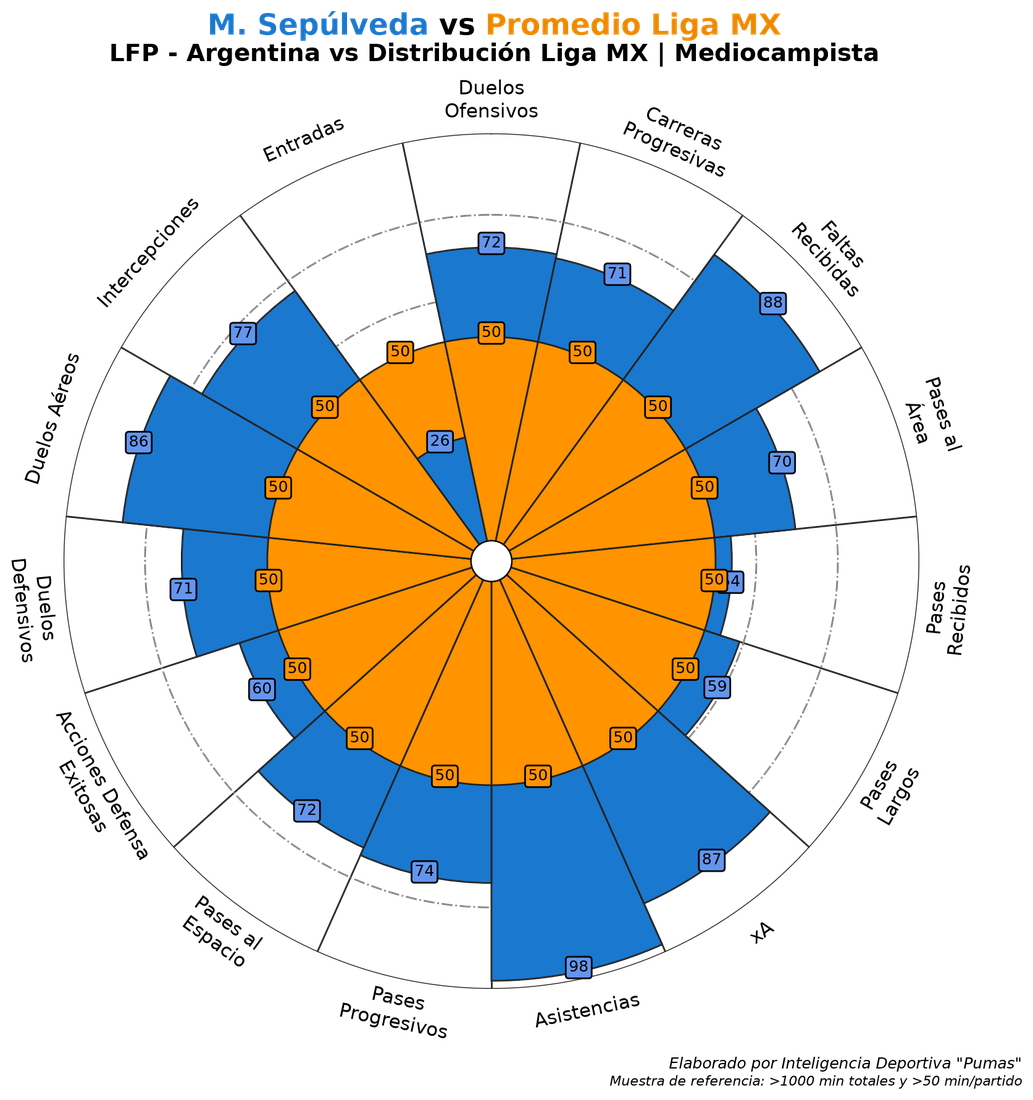 M. Sepúlveda vs Promedio Liga MX
LFP - Argentina vs Distribución Liga MX | Mediocampista
Duelos
Ofensivos
72
50
Carreras
Progresivas
71
50
Faltas
Recibidas
88
50
Pases al
Área
70
50
Pases
Recibidos
50
Pases
Largos
59
50
xA
87
50
Asistencias
98
50
Pases
Progresivos
74
50
Pases al
Espacio
72
50
Acciones Defensa
Exitosas
60
50
Duelos
Defensivos
71
50
Duelos Aéreos
86
50
Intercepciones
77
50
Entradas
26
50
Elaborado por Inteligencia Deportiva "Pumas"
Muestra de referencia: >1000 min totales y >50 min/partido